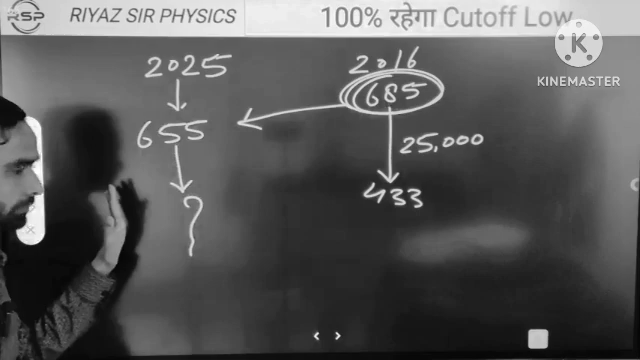 RSP RIYAZ SIR PHYSICS 100% रहेगा Cutoff Low
K
KINEMASTER
2025 2016
655 685
25,000
? 433